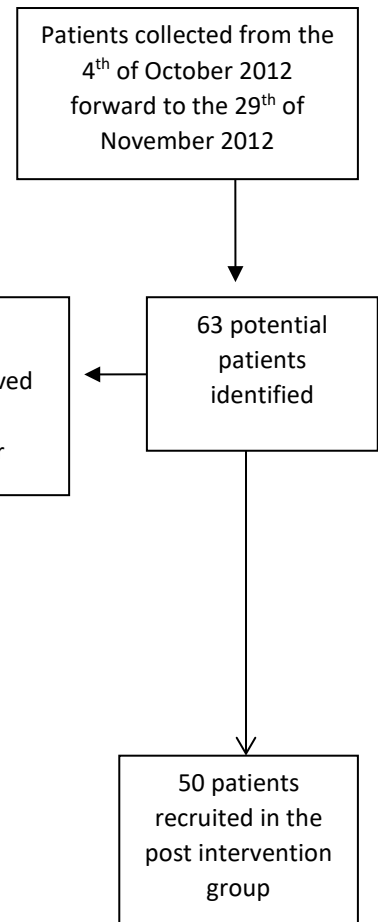 Patients collected from the
4th of October 2012
forward to the 29th of
November 2012
63 potential
patients
identified
50 patients
recruited in the
post intervention
group